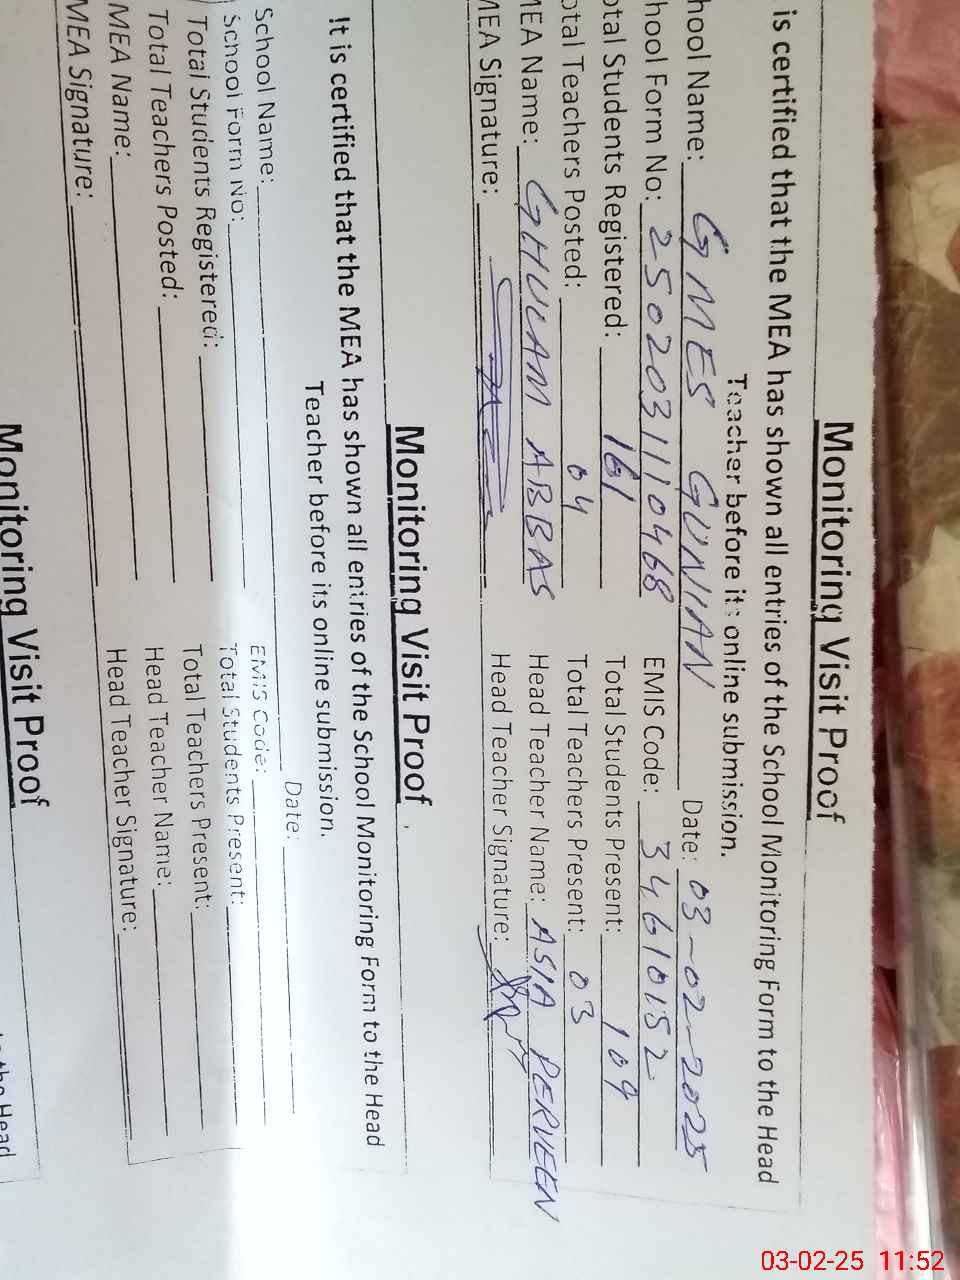 Monitoring Visit Proof
is certified that the MEA has shown all entries of the School Monitoring Form to the Head
Teacher before its online submission.
hool Name: GMES GUNIAN Date: 03-02-2025
hool Form No: 25020311110468 EMIS Code: 34610152
otal Students Registered: 161 Total Students Present: 109
otal Teachers Posted: 04 Total Teachers Present: 03
MEA Name: GHULAM ABBAS Head Teacher Name: ASIA PERVEEN
MEA Signature: Head Teacher Signature:
Monitoring Visit Proof
It is certified that the MEA has shown all entries of the School Monitoring Form to the Head
Teacher before its online submission.
School Name: Date:
School Form No: EMIS Code:
Total Students Registered: Total Students Present:
Total Teachers Posted: Total Teachers Present:
MEA Name: Head Teacher Name:
MEA Signature: Head Teacher Signature:
Monitoring Visit Proof
the Head
03-02-25 11:52